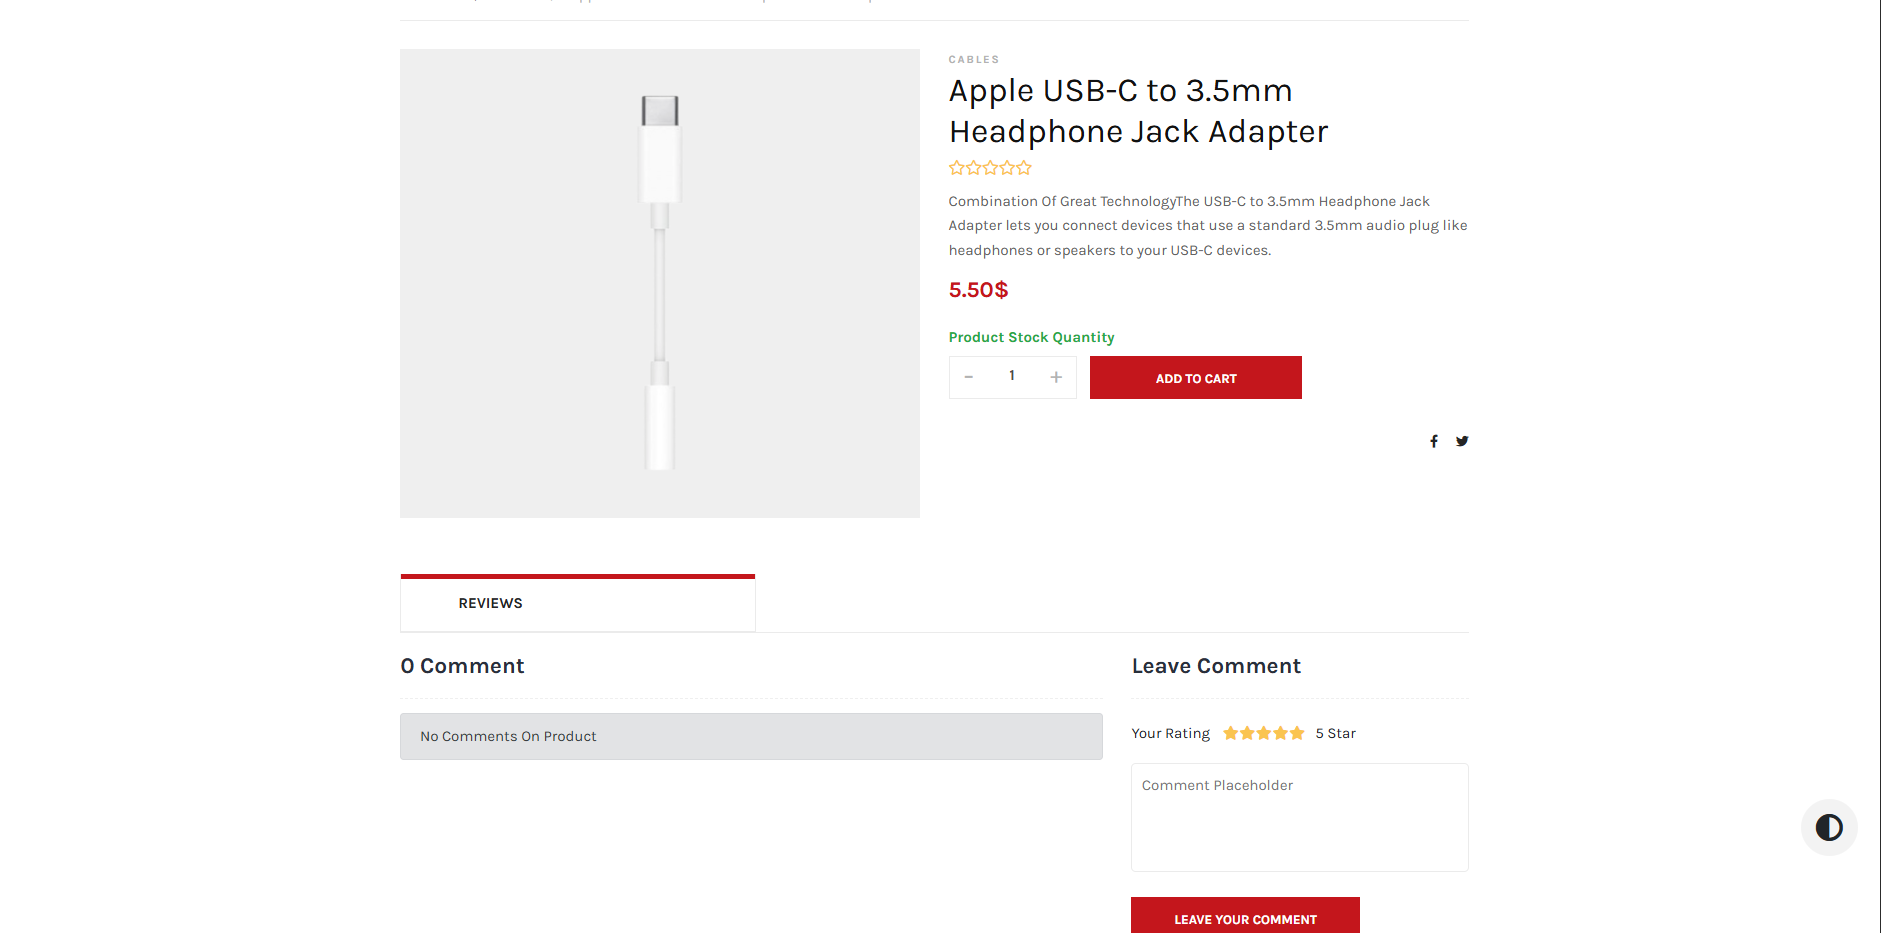 CABLES
Apple USB-C to 3.5mm
Headphone Jack Adapter
Combination Of Great TechnologyThe USB-C to 3.5mm Headphone Jack
Adapter lets you connect devices that use a standard 3.5mm audio plug like
headphones or speakers to your USB-C devices.
5.50$
Product Stock Quantity
- 1 +
ADD TO CART
REVIEWS
0 Comment
No Comments On Product
Leave Comment
Your Rating 5 Star
Comment Placeholder
LEAVE YOUR COMMENT